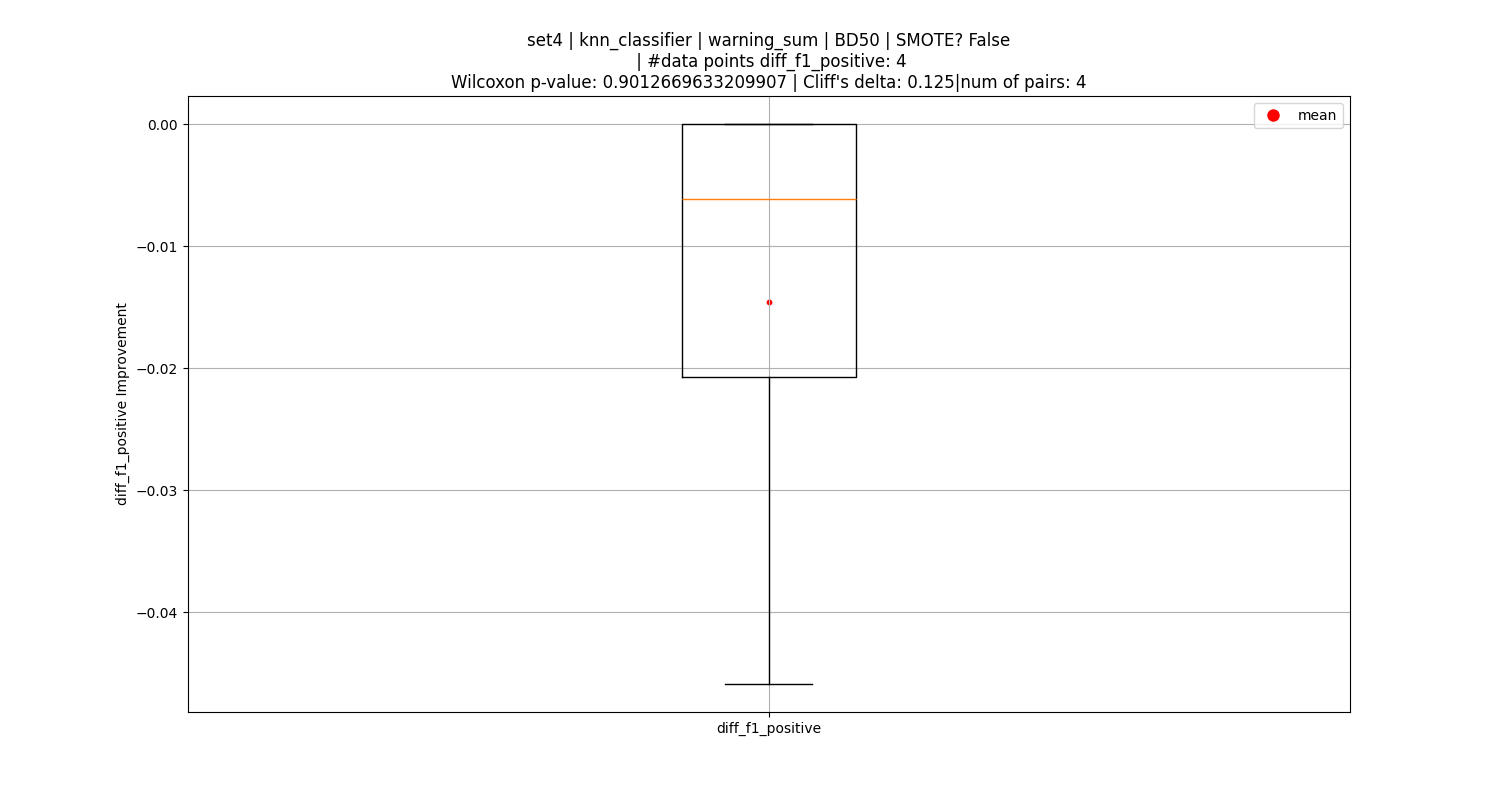 set4 | knn_classifier | warning_sum | BD50 | SMOTE? False
| #data points diff_f1_positive: 4
Wilcoxon p-value: 0.9012669633209907 | Cliff's delta: 0.125|num of pairs: 4
mean
0.00
−0.01
−0.02
−0.03
−0.04
diff_f1_positive Improvement
diff_f1_positive